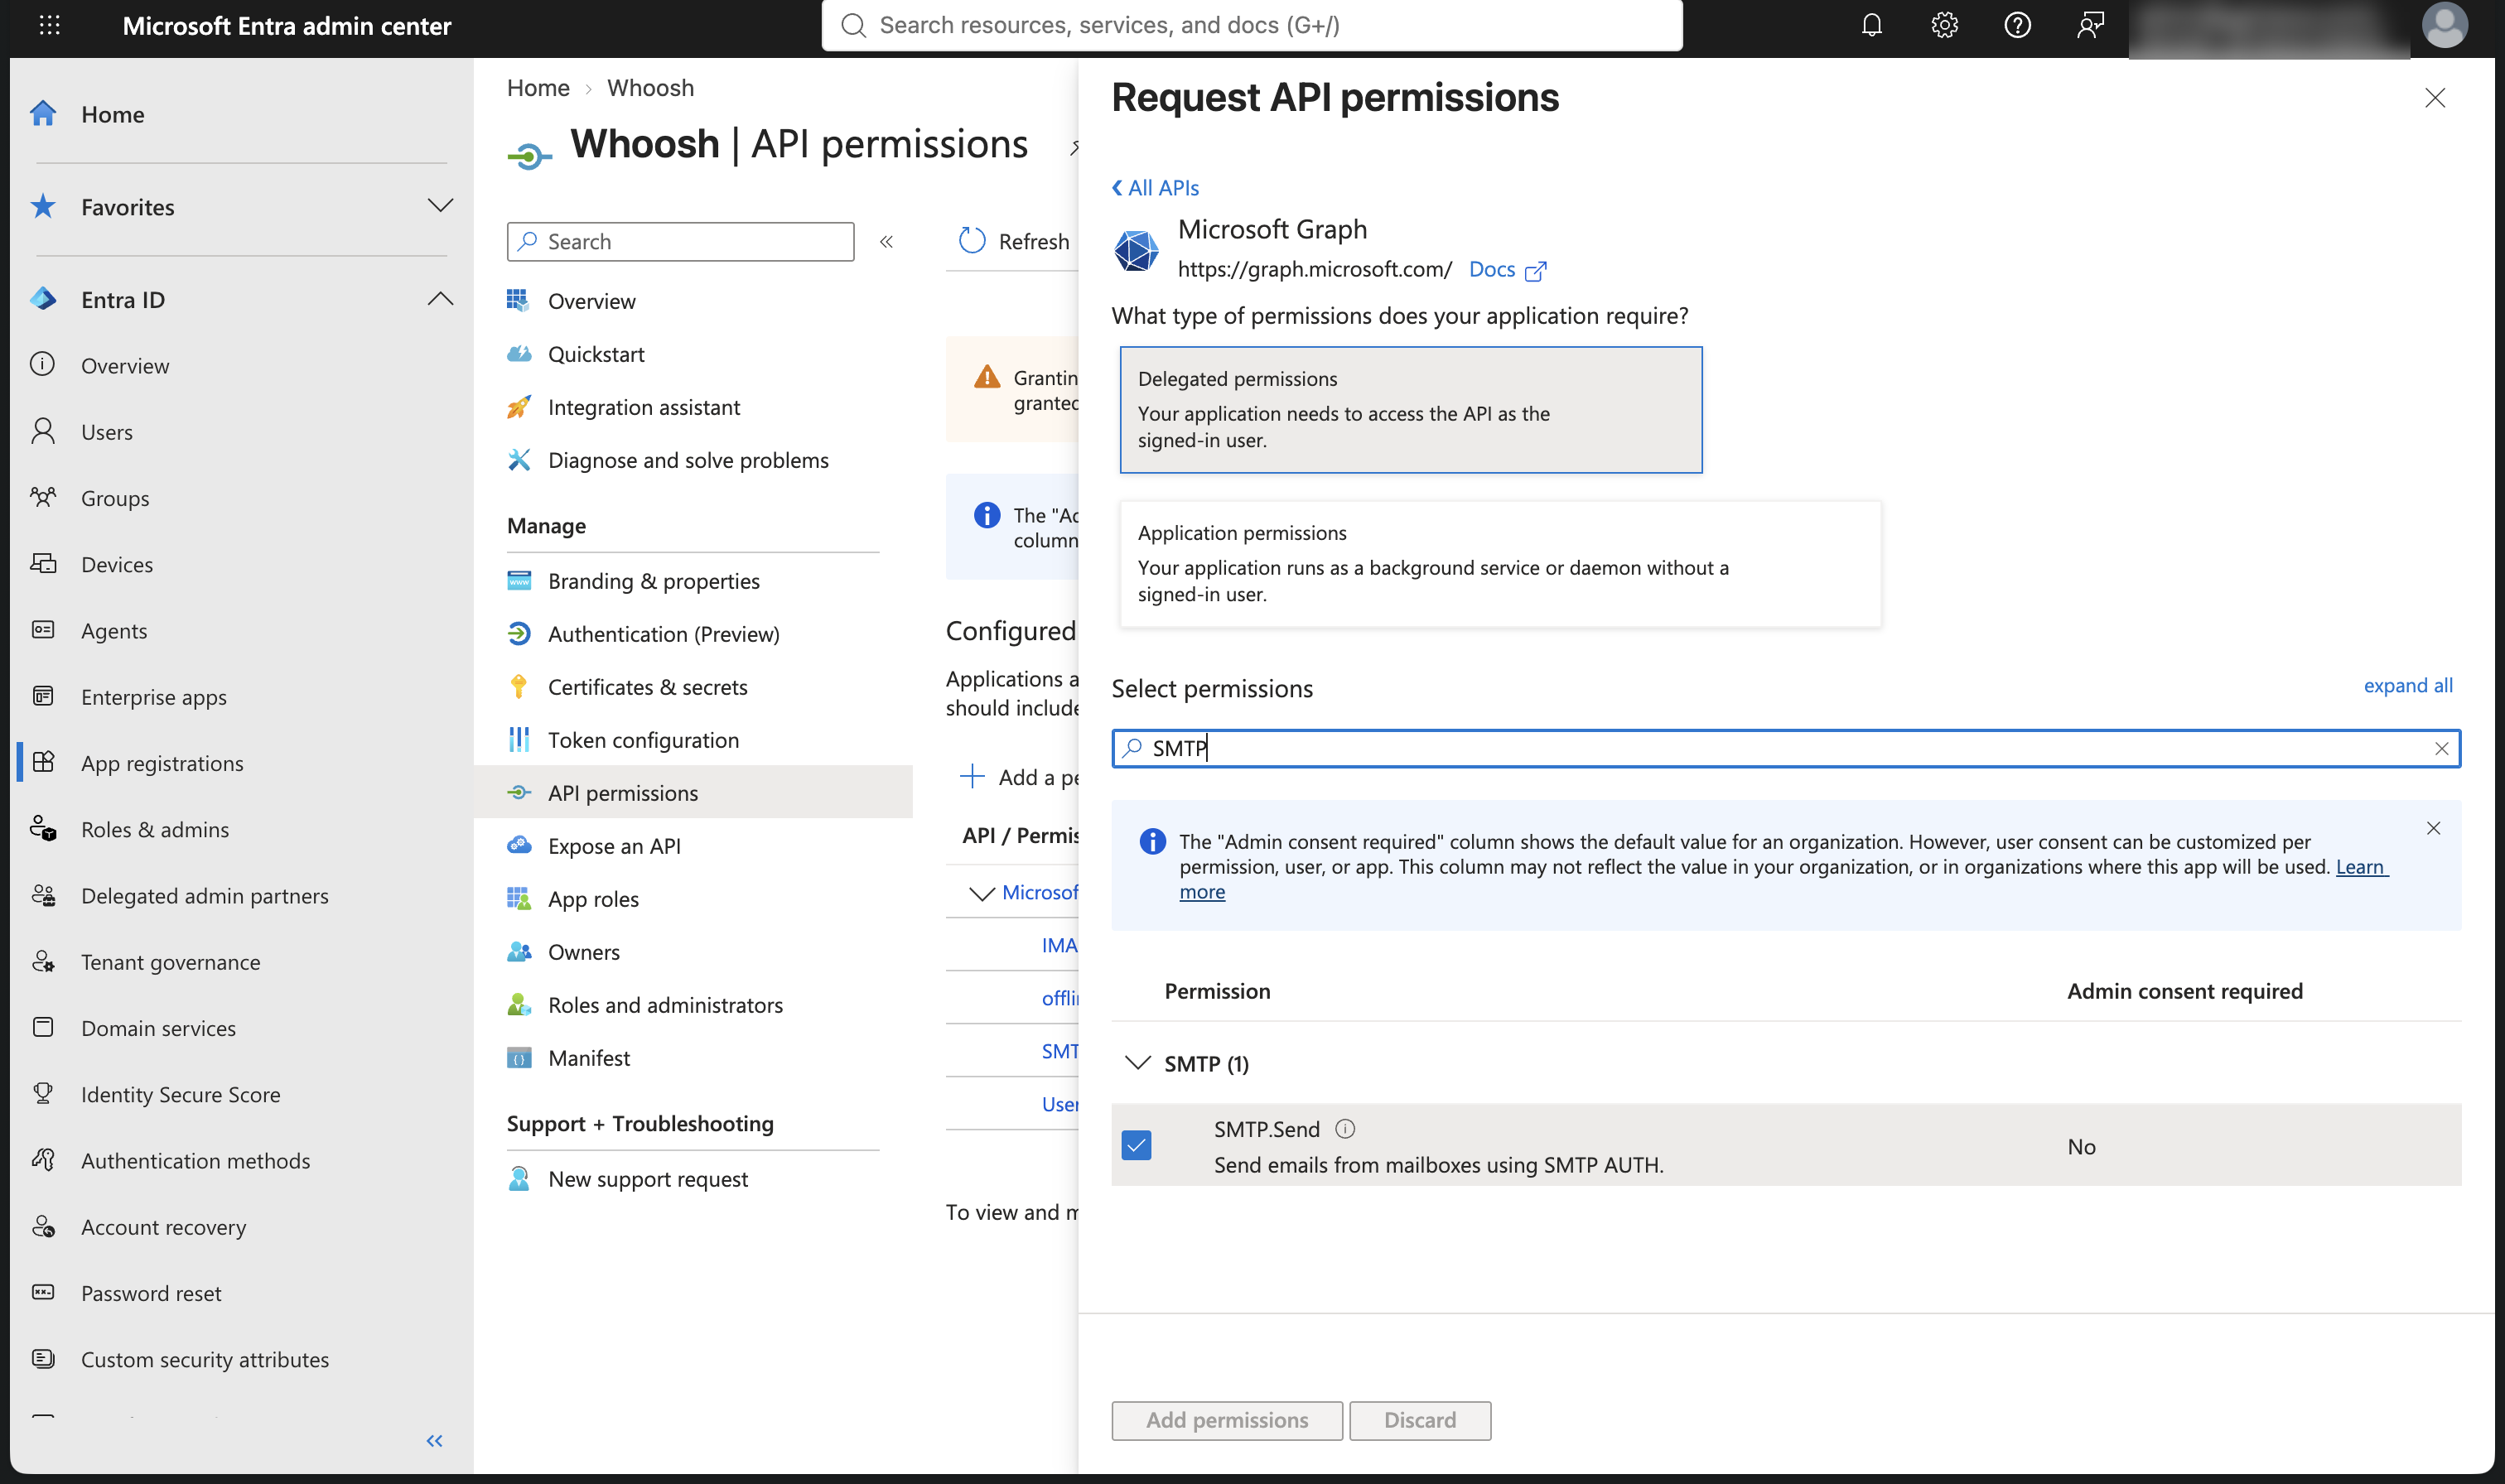 Microsoft Entra admin center
Search resources, services, and docs (G+/)
Home
Favorites
Entra ID
Overview
Users
Groups
Devices
Agents
Enterprise apps
App registrations
Roles & admins
Delegated admin partners
Tenant governance
Domain services
Identity Secure Score
Authentication methods
Account recovery
Password reset
Custom security attributes
Home > Whoosh
Whoosh | API permissions
Search
Overview
Quickstart
Integration assistant
Diagnose and solve problems
Manage
Branding & properties
Authentication (Preview)
Certificates & secrets
Token configuration
API permissions
Expose an API
App roles
Owners
Roles and administrators
Manifest
Support + Troubleshooting
New support request
Refresh
Grantin
granted
The "Ad
column
Configured
Applications a
should include
Add a pe
API / Permis
Microsof
IMA
offlin
SMT
User
To view and m
Request API permissions
All APIs
Microsoft Graph
https://graph.microsoft.com/ Docs
What type of permissions does your application require?
Delegated permissions
Your application needs to access the API as the
signed-in user.
Application permissions
Your application runs as a background service or daemon without a
signed-in user.
Select permissions
expand all
SMTP
The "Admin consent required" column shows the default value for an organization. However, user consent can be customized per
permission, user, or app. This column may not reflect the value in your organization, or in organizations where this app will be used. Learn
more
Permission
Admin consent required
SMTP (1)
SMTP.Send
No
Send emails from mailboxes using SMTP AUTH.
Add permissions
Discard